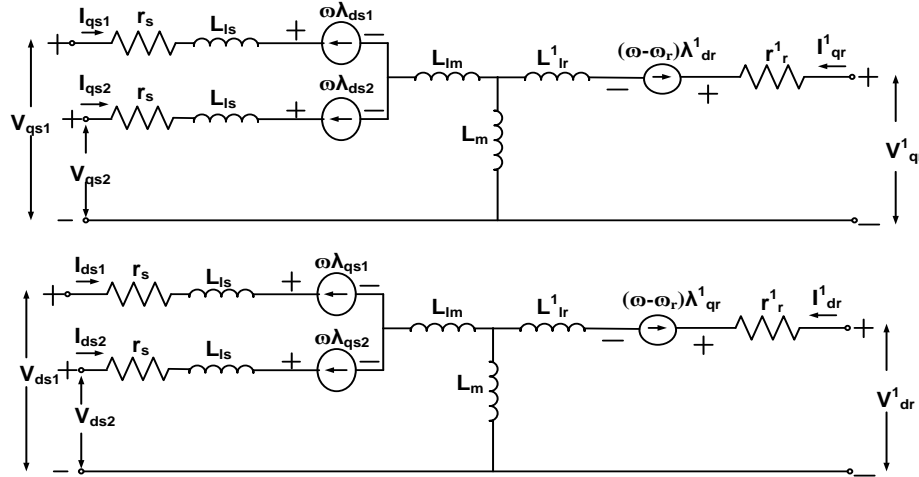 Iqs1 rs Lls ωλds1
+ + −
Llm L¹lr (ω-ωr)λ¹dr r¹r I¹qr
Iqs2 rs Lls ωλds2
+ + − − + +
Vqs1 Lm V¹q
Vqs2
− −
Ids1 rs Lls ωλqs1
+ + −
Llm L¹lr (ω-ωr)λ¹qr r¹r I¹dr
Ids2 rs Lls ωλqs2
+ + − − + +
Vds1 Lm V¹dr
Vds2
− −